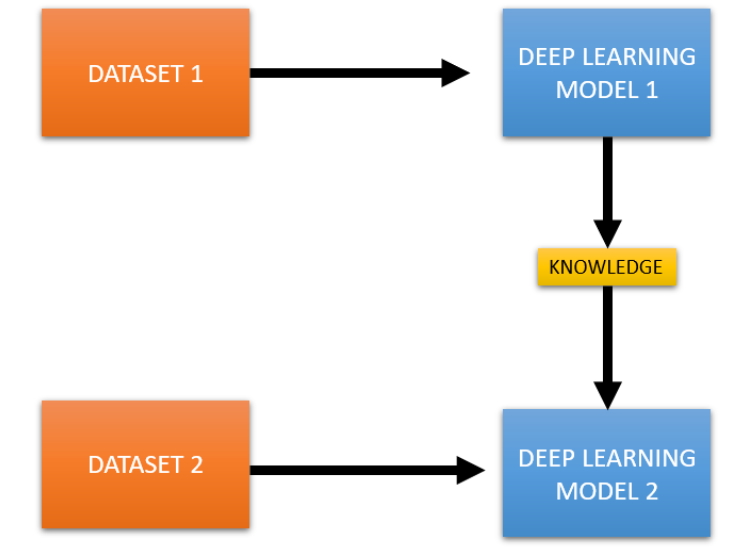 DATASET 1
DEEP LEARNING
MODEL 1
KNOWLEDGE
DATASET 2
DEEP LEARNING
MODEL 2